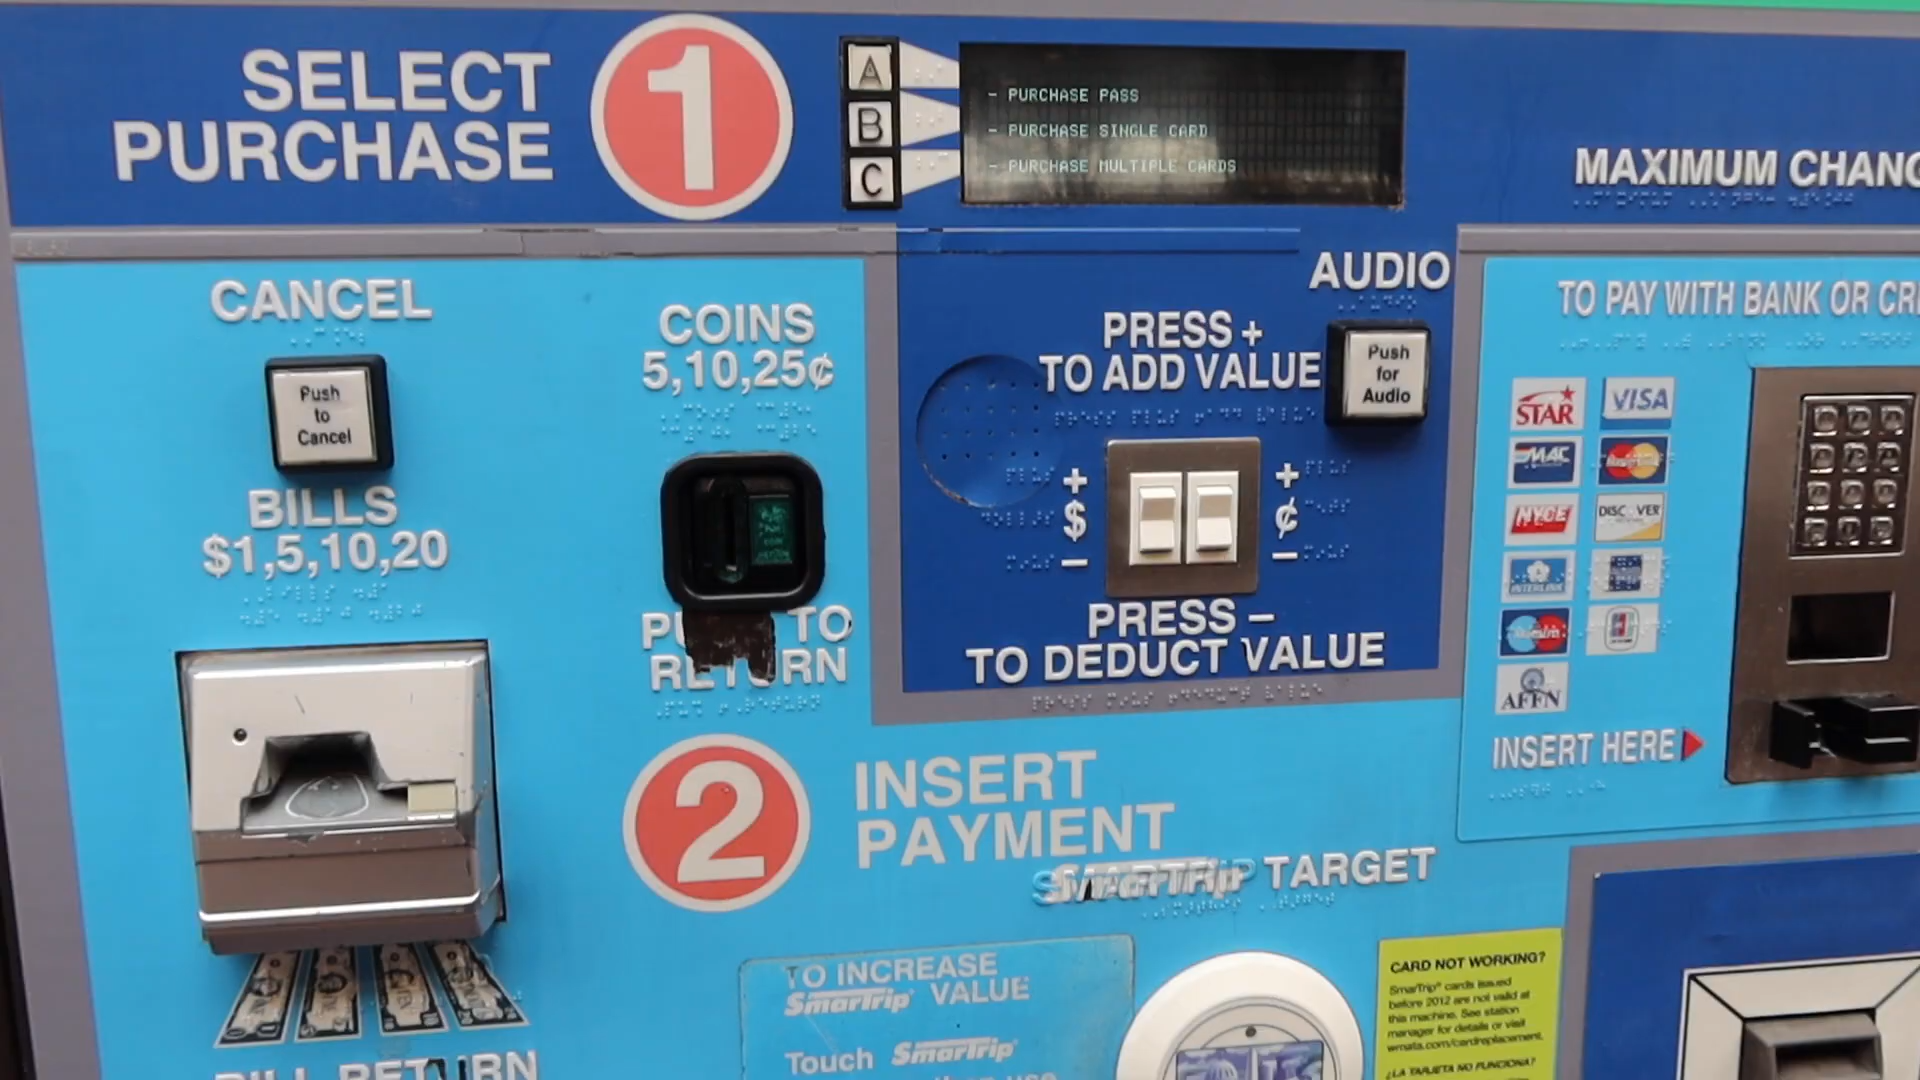 SELECT
PURCHASE
1
A
B
C
- PURCHASE PASS
- PURCHASE SINGLE CARD
- PURCHASE MULTIPLE CARDS
MAXIMUM CHANG
CANCEL
Push
to
Cancel
BILLS
$1,5,10,20
COINS
5,10,25¢
TO
RETURN
AUDIO
Push
for
Audio
PRESS +
TO ADD VALUE
+
$
–
+
¢
–
PRESS –
TO DEDUCT VALUE
TO PAY WITH BANK OR CRE
STAR
VISA
MAC
MasterCard
NYCE
DISCOVER
INTERLINK
Maestro
AFFN
INSERT HERE
2
INSERT
PAYMENT
SmarTrip TARGET
TO INCREASE
SmarTrip VALUE
Touch SmarTrip
CARD NOT WORKING?
SmarTrip® cards issued
before 2012 are not valid at
this machine. See station
manager for details or visit
wmata.com/cardreplacement.
¿LA TARJETA NO FUNCIONA?
BILL RETURN